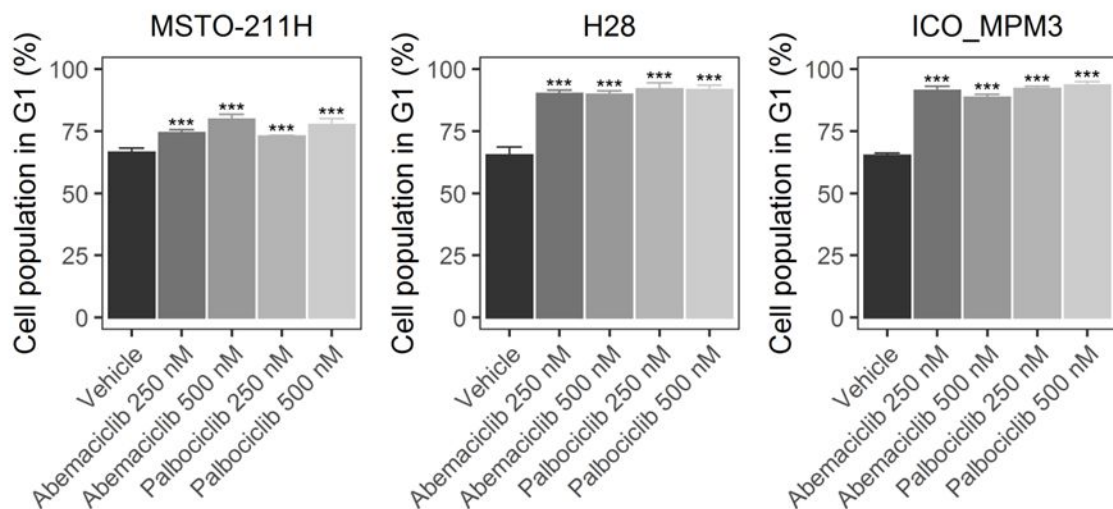 MSTO-211H
Cell population in G1 (%)
100
75
50
25
0
***
***
***
***
Vehicle
Abemaciclib 250 nM
Abemaciclib 500 nM
Palbociclib 250 nM
Palbociclib 500 nM
H28
Cell population in G1 (%)
100
75
50
25
0
***
***
***
***
Vehicle
Abemaciclib 250 nM
Abemaciclib 500 nM
Palbociclib 250 nM
Palbociclib 500 nM
ICO_MPM3
Cell population in G1 (%)
100
75
50
25
0
***
***
***
***
Vehicle
Abemaciclib 250 nM
Abemaciclib 500 nM
Palbociclib 250 nM
Palbociclib 500 nM